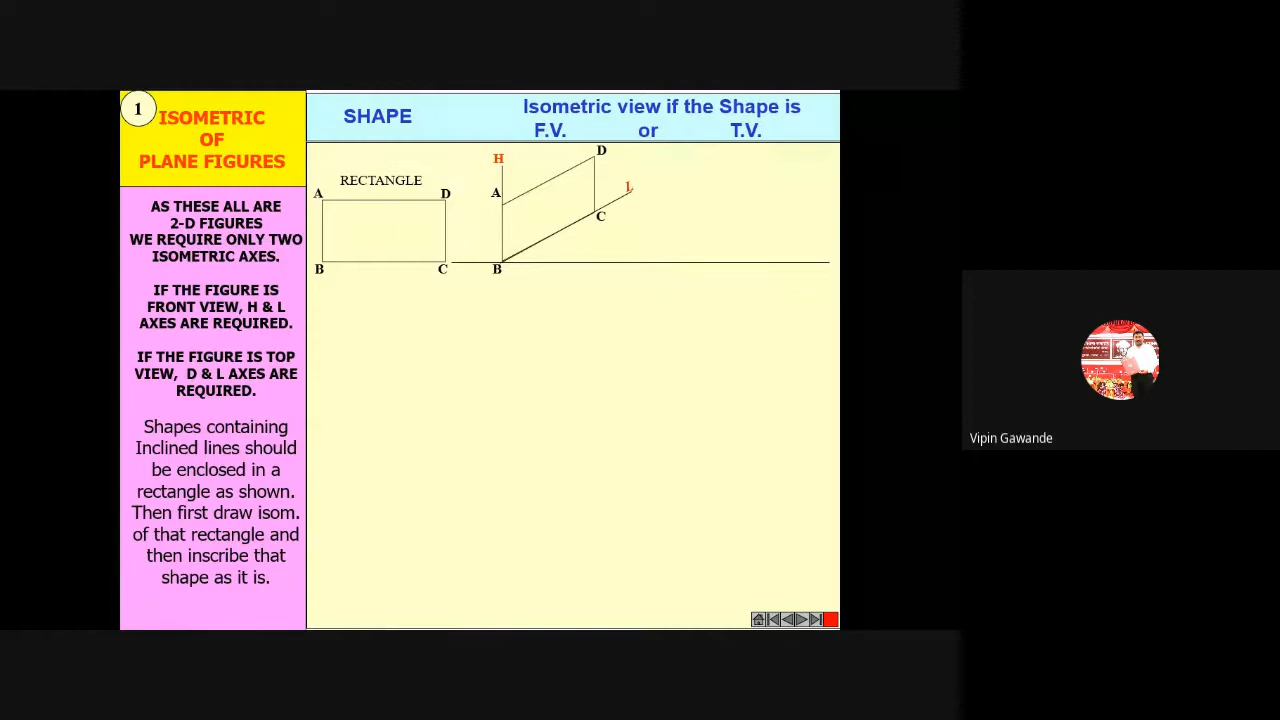 1
ISOMETRIC
OF
PLANE FIGURES
AS THESE ALL ARE
2-D FIGURES
WE REQUIRE ONLY TWO
ISOMETRIC AXES.
IF THE FIGURE IS
FRONT VIEW, H & L
AXES ARE REQUIRED.
IF THE FIGURE IS TOP
VIEW, D & L AXES ARE
REQUIRED.
Shapes containing
Inclined lines should
be enclosed in a
rectangle as shown.
Then first draw isom.
of that rectangle and
then inscribe that
shape as it is.
SHAPE
Isometric view if the Shape is
F.V. or T.V.
RECTANGLE
A D
B C
H
D
A
L
C
B
Vipin Gawande